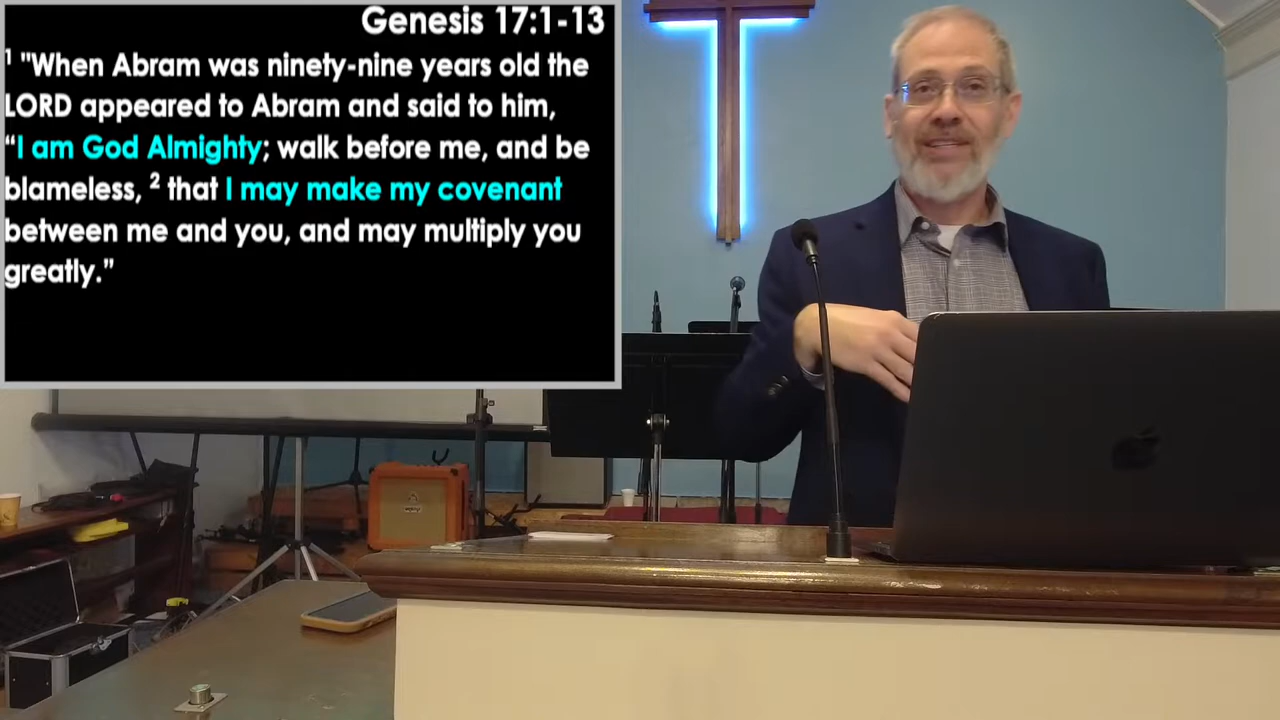 Genesis 17:1-13
1 "When Abram was ninety-nine years old the
LORD appeared to Abram and said to him,
“I am God Almighty; walk before me, and be
blameless, 2 that I may make my covenant
between me and you, and may multiply you
greatly.”